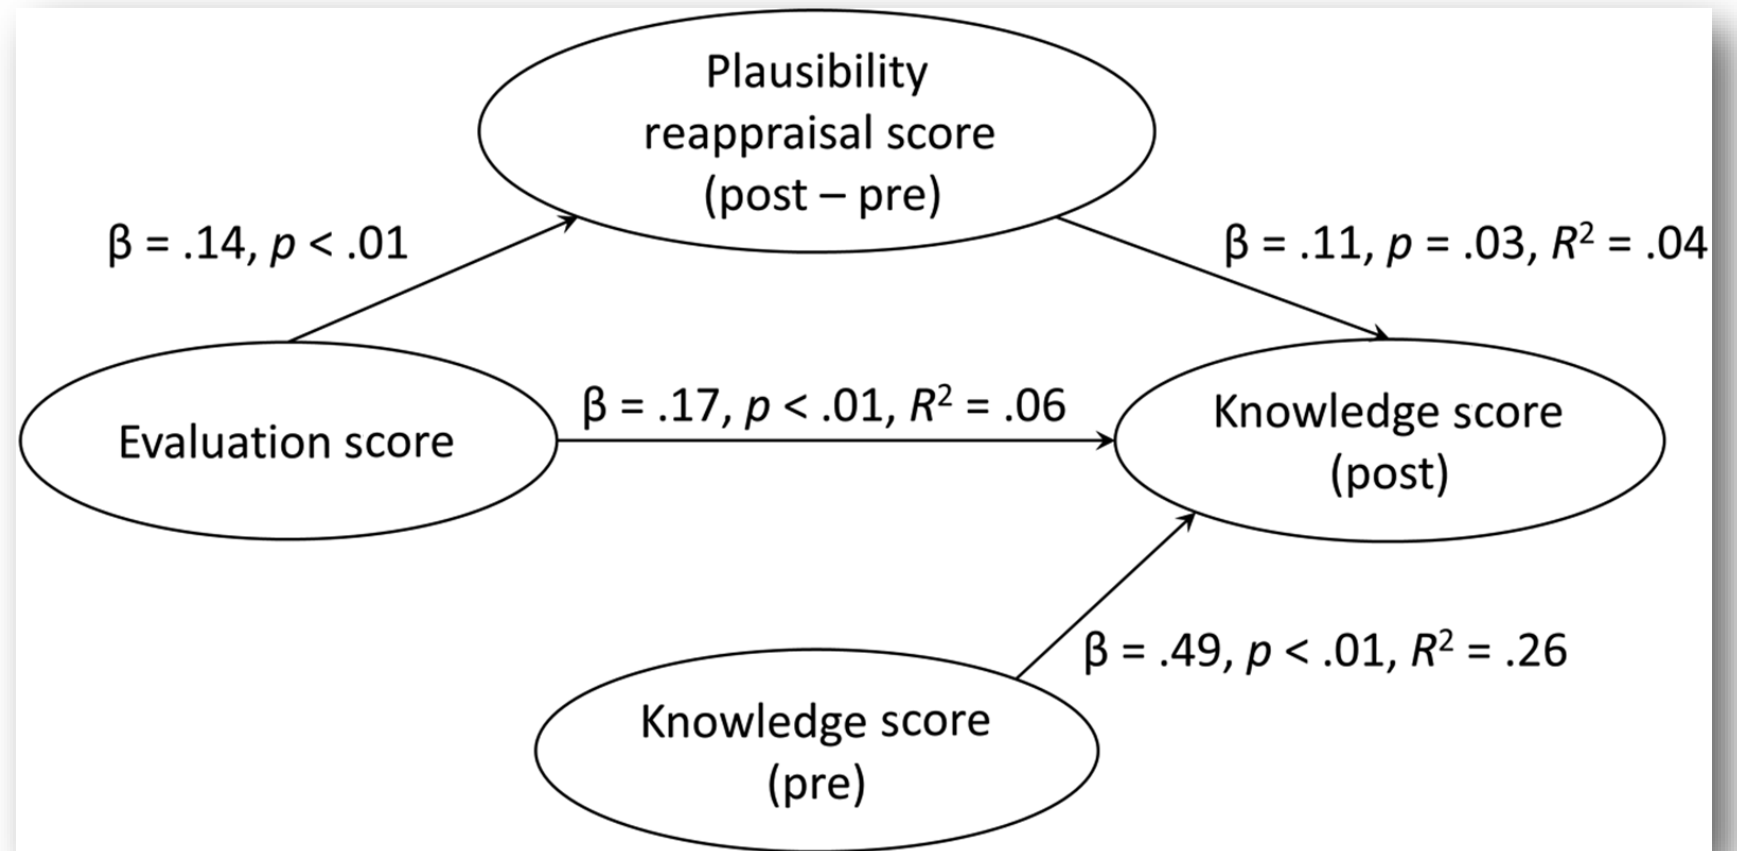 Plausibility
reappraisal score
(post – pre)
β = .14, p < .01
β = .11, p = .03, R² = .04
Evaluation score
β = .17, p < .01, R² = .06
Knowledge score
(post)
β = .49, p < .01, R² = .26
Knowledge score
(pre)